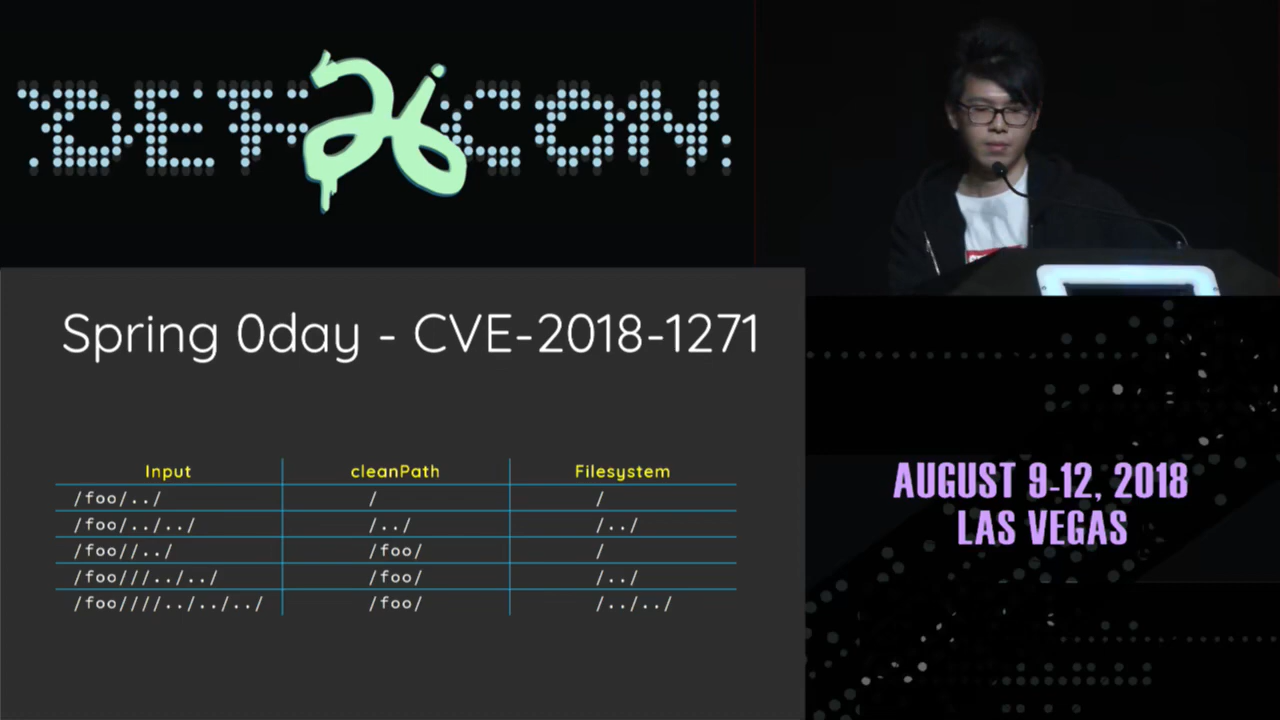 DEF 26 CON
Spring 0day - CVE-2018-1271
Input cleanPath Filesystem
/foo/../ / /
/foo/../../ /../ /../
/foo//../ /foo/ /
/foo///../../ /foo/ /../
/foo////../../../ /foo/ /../../
AUGUST 9-12, 2018
LAS VEGAS